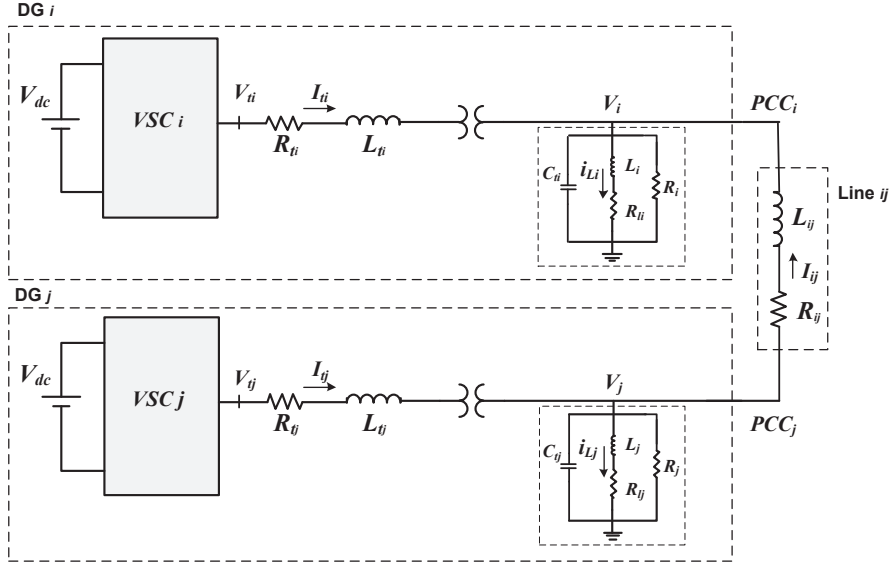 DG i
V_dc
VSC i
V_ti
I_ti
R_ti
L_ti
V_i
PCC_i
C_ti
i_Li
L_i
R_li
R_i
Line ij
L_ij
I_ij
R_ij
DG j
V_dc
VSC j
V_tj
I_tj
R_tj
L_tj
V_j
PCC_j
C_tj
i_Lj
L_j
R_lj
R_j